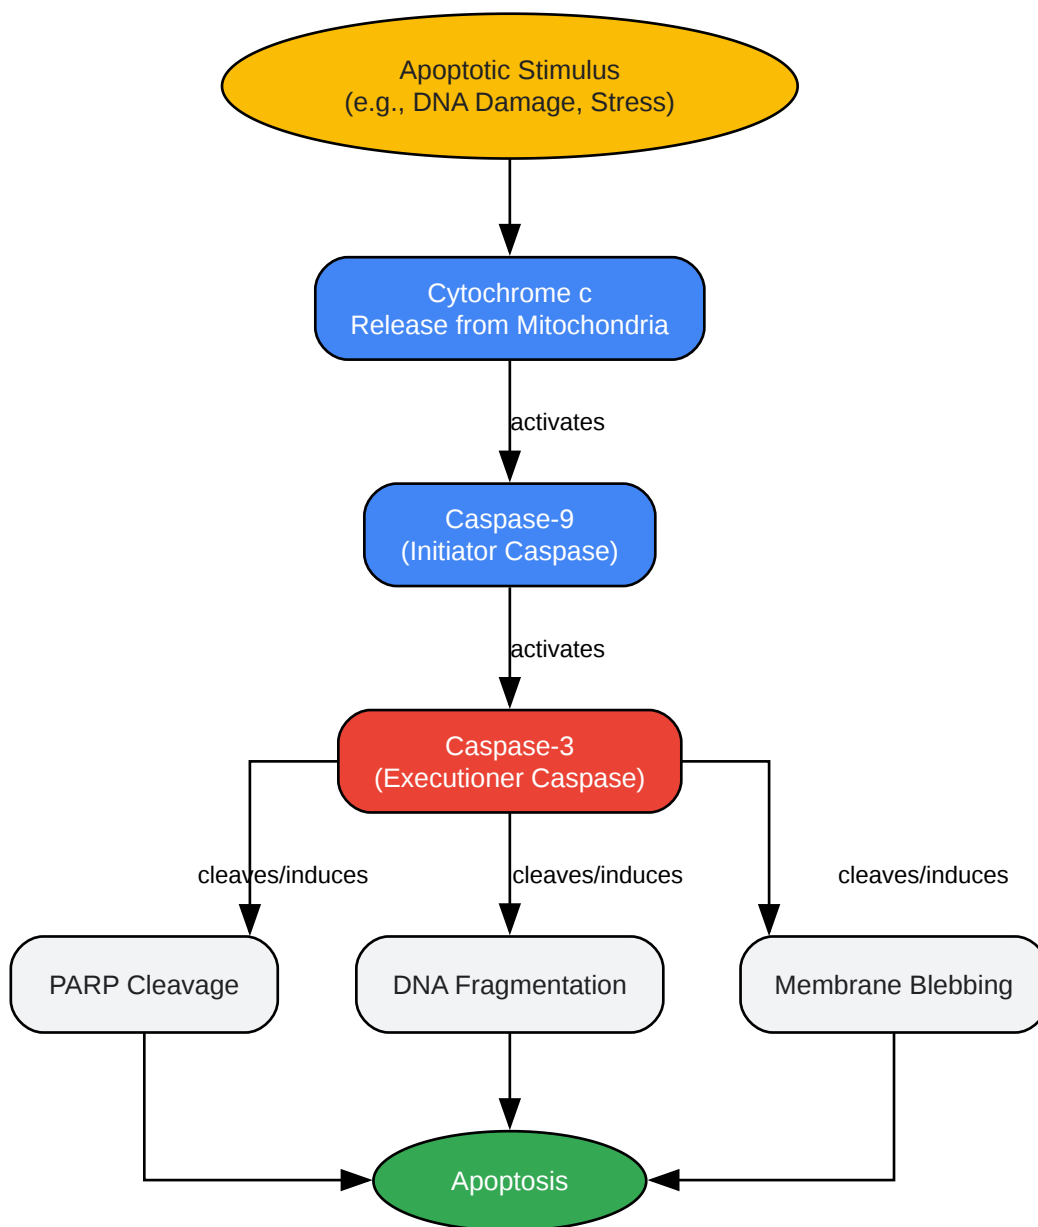 Apoptotic Stimulus
(e.g., DNA Damage, Stress)
Cytochrome c
Release from Mitochondria
activates
Caspase-9
(Initiator Caspase)
activates
Caspase-3
(Executioner Caspase)
cleaves/induces
cleaves/induces
cleaves/induces
PARP Cleavage
DNA Fragmentation
Membrane Blebbing
Apoptosis